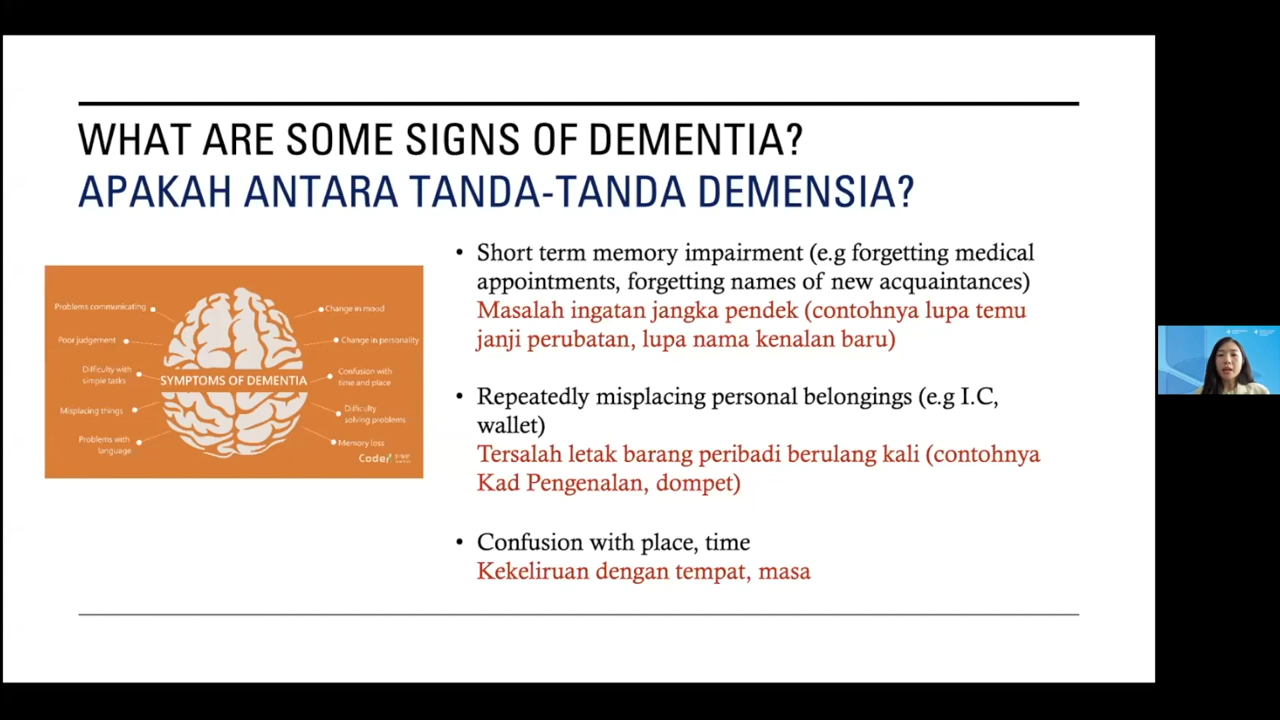 WHAT ARE SOME SIGNS OF DEMENTIA?
APAKAH ANTARA TANDA-TANDA DEMENSIA?
Problems communicating
Poor judgement
Difficulty with
simple tasks
Misplacing things
Problems with
language
SYMPTOMS OF DEMENTIA
Change in mood
Change in personality
Confusion with
time and place
Difficulty
solving problems
Memory loss
• Short term memory impairment (e.g forgetting medical
appointments, forgetting names of new acquaintances)
Masalah ingatan jangka pendek (contohnya lupa temu
janji perubatan, lupa nama kenalan baru)
• Repeatedly misplacing personal belongings (e.g I.C,
wallet)
Tersalah letak barang peribadi berulang kali (contohnya
Kad Pengenalan, dompet)
• Confusion with place, time
Kekeliruan dengan tempat, masa